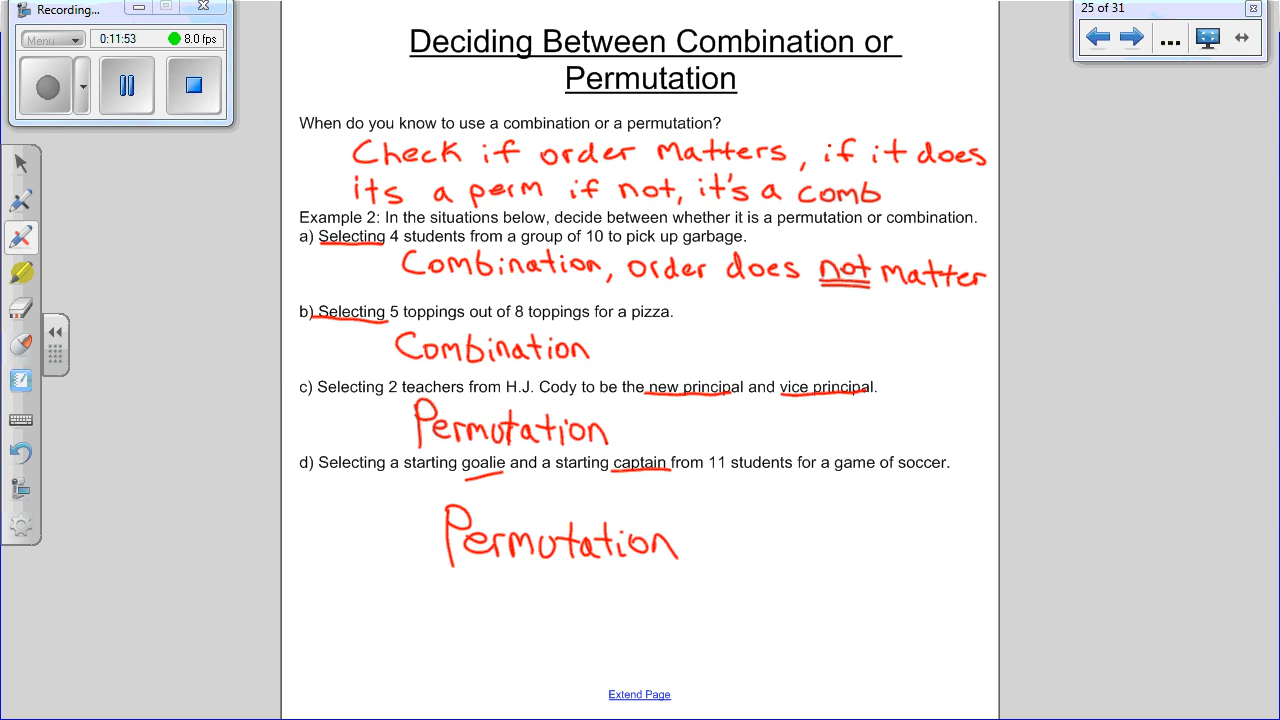 Recording...
Menu
0:11:53
8.0 fps
25 of 31
...
Deciding Between Combination or
Permutation
When do you know to use a combination or a permutation?
Check if order matters, if it does
its a perm if not, it's a comb
Example 2: In the situations below, decide between whether it is a permutation or combination.
a) Selecting 4 students from a group of 10 to pick up garbage.
Combination, order does not matter
b) Selecting 5 toppings out of 8 toppings for a pizza.
Combination
c) Selecting 2 teachers from H.J. Cody to be the new principal and vice principal.
Permutation
d) Selecting a starting goalie and a starting captain from 11 students for a game of soccer.
Permutation
Extend Page